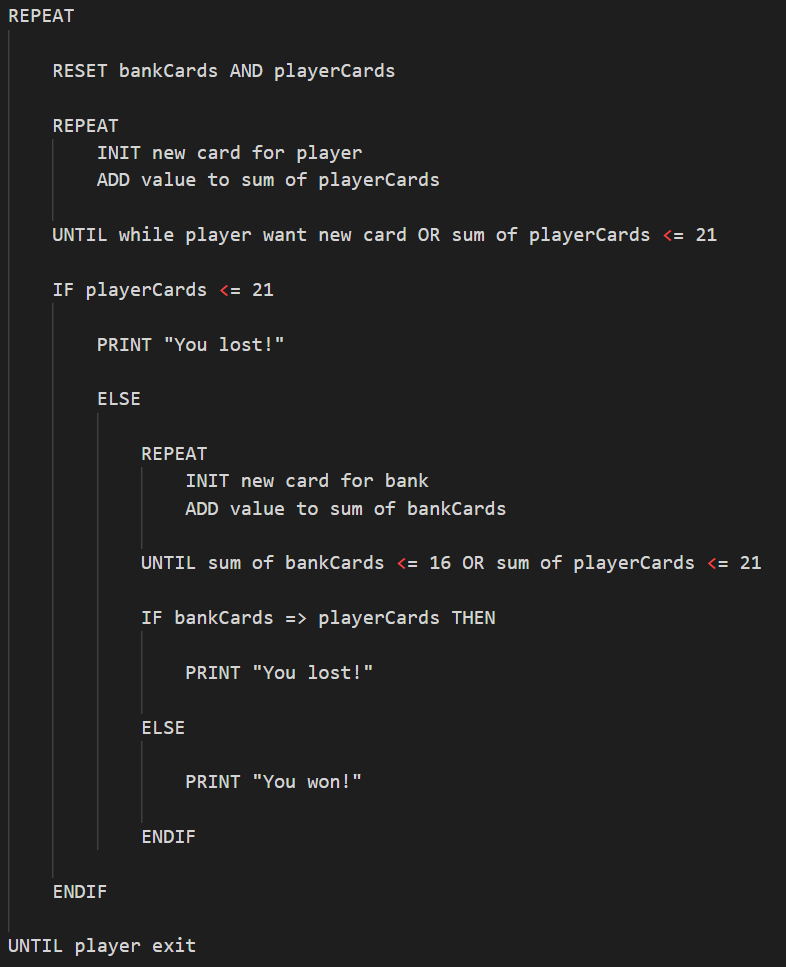 REPEAT
RESET bankCards AND playerCards
REPEAT
INIT new card for player
ADD value to sum of playerCards
UNTIL while player want new card OR sum of playerCards <= 21
IF playerCards <= 21
PRINT "You lost!"
ELSE
REPEAT
INIT new card for bank
ADD value to sum of bankCards
UNTIL sum of bankCards <= 16 OR sum of playerCards <= 21
IF bankCards => playerCards THEN
PRINT "You lost!"
ELSE
PRINT "You won!"
ENDIF
ENDIF
UNTIL player exit